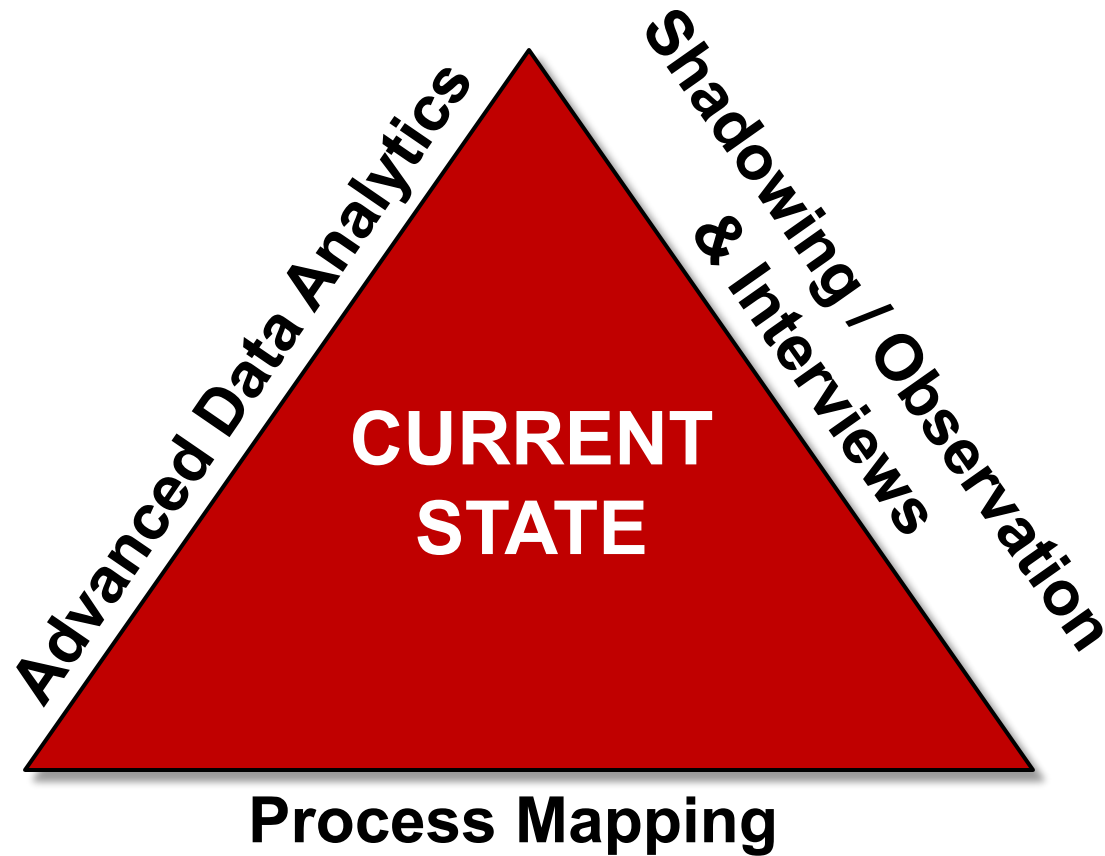 Advanced Data Analytics
Shadowing / Observation
& Interviews
CURRENT
STATE
Process Mapping